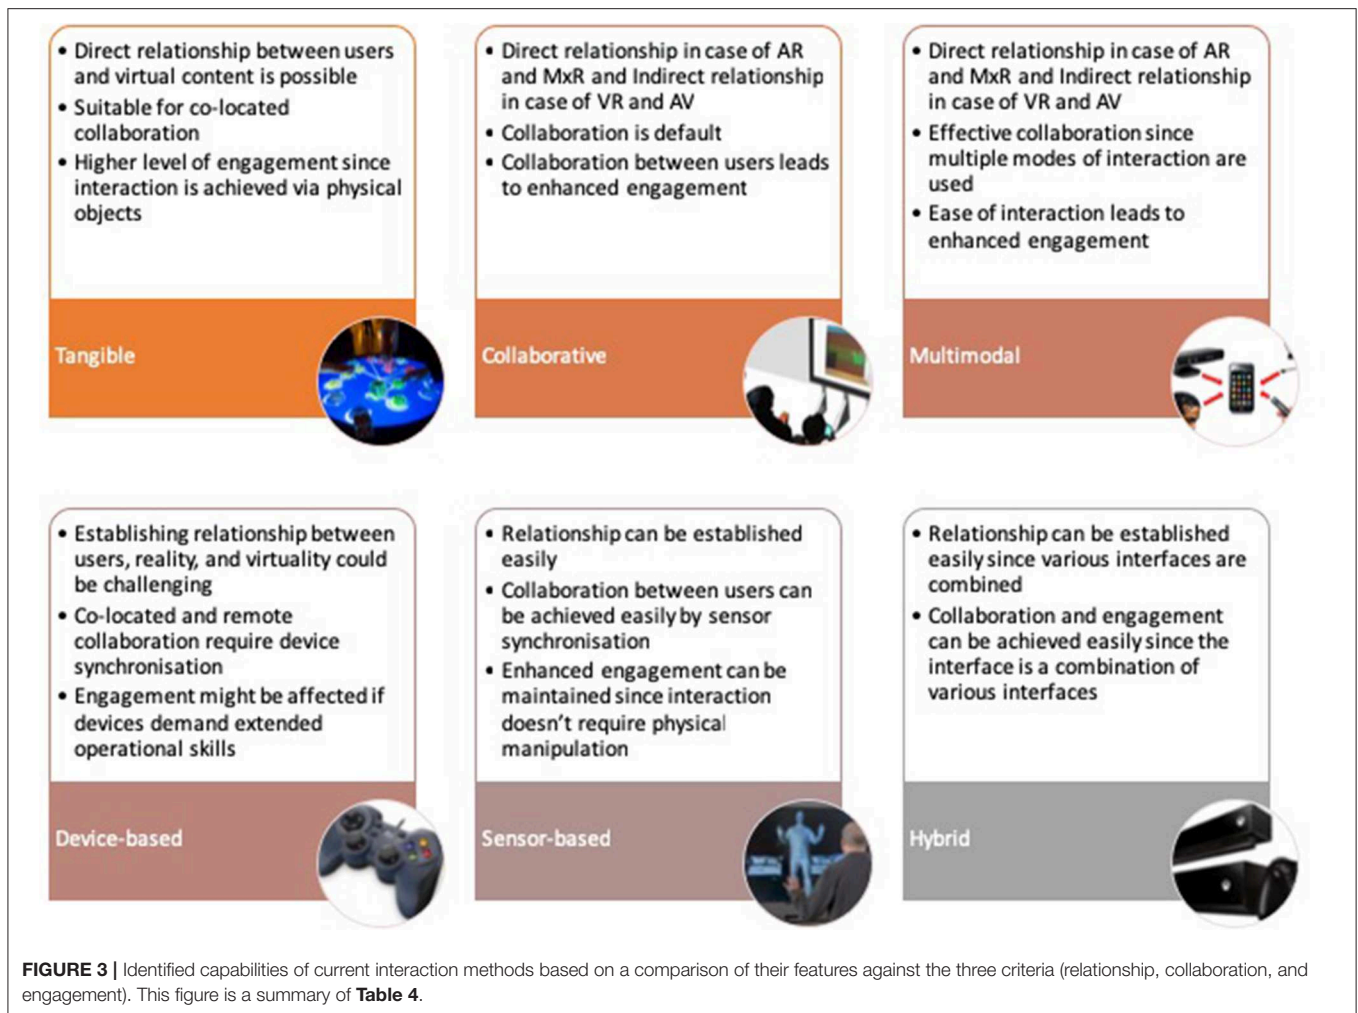 • Direct relationship between users
and virtual content is possible
• Suitable for co-located
collaboration
• Higher level of engagement since
interaction is achieved via physical
objects
Tangible
• Direct relationship in case of AR
and MxR and Indirect relationship
in case of VR and AV
• Collaboration is default
• Collaboration between users leads
to enhanced engagement
Collaborative
• Direct relationship in case of AR
and MxR and Indirect relationship
in case of VR and AV
• Effective collaboration since
multiple modes of interaction are
used
• Ease of interaction leads to
enhanced engagement
Multimodal
• Establishing relationship between
users, reality, and virtuality could
be challenging
• Co-located and remote
collaboration require device
synchronisation
• Engagement might be affected if
devices demand extended
operational skills
Device-based
• Relationship can be established
easily
• Collaboration between users can
be achieved easily by sensor
synchronisation
• Enhanced engagement can be
maintained since interaction
doesn't require physical
manipulation
Sensor-based
• Relationship can be established
easily since various interfaces are
combined
• Collaboration and engagement
can be achieved easily since the
interface is a combination of
various interfaces
Hybrid
FIGURE 3 | Identified capabilities of current interaction methods based on a comparison of their features against the three criteria (relationship, collaboration, and
engagement). This figure is a summary of Table 4.